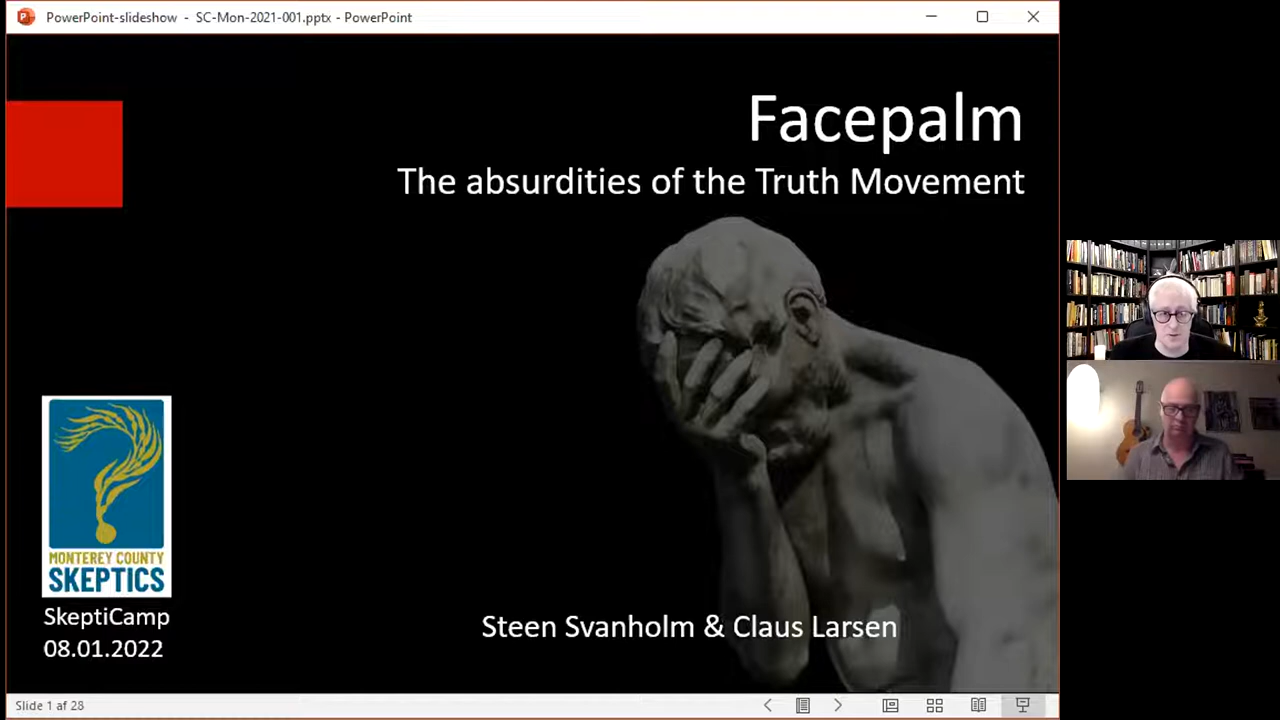 PowerPoint-slideshow - SC-Mon-2021-001.pptx - PowerPoint
Facepalm
The absurdities of the Truth Movement
MONTEREY COUNTY
SKEPTICS
SkeptiCamp
08.01.2022
Steen Svanholm & Claus Larsen
Slide 1 af 28